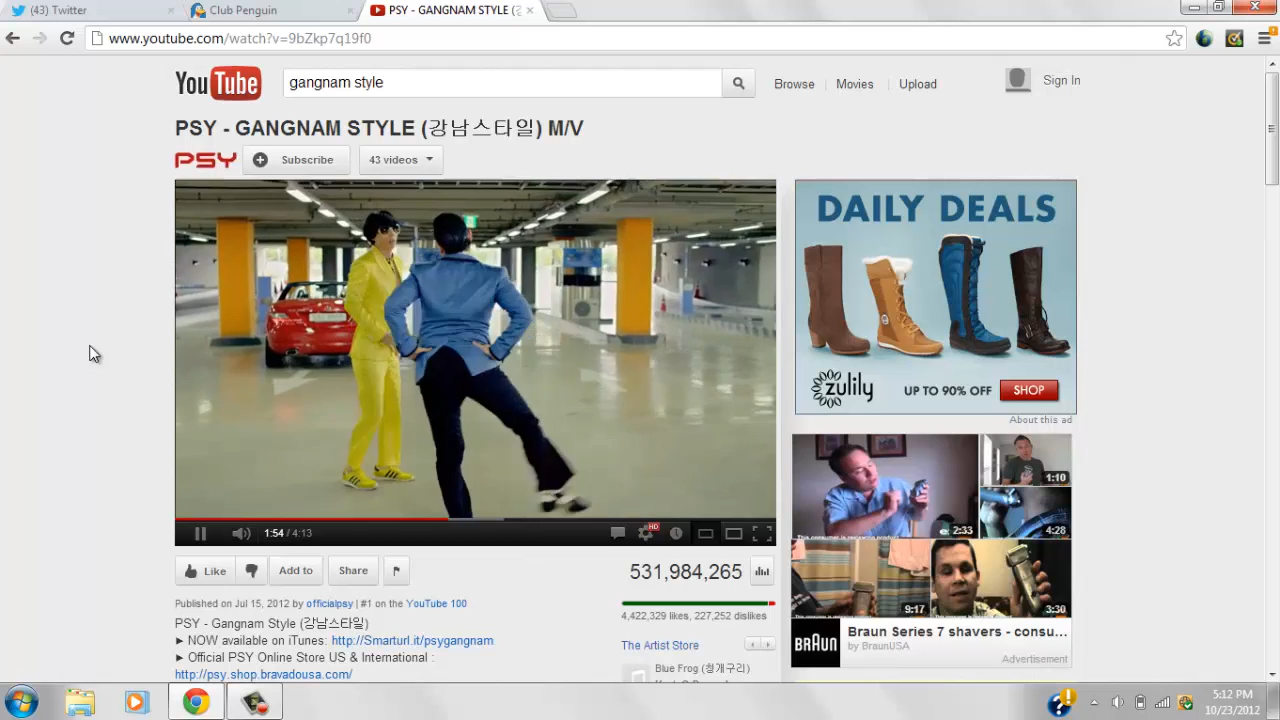 (43) Twitter
Club Penguin
PSY - GANGNAM STYLE (강
www.youtube.com/watch?v=9bZkp7q19f0
YouTube
gangnam style
Browse
Movies
Upload
Sign In
PSY - GANGNAM STYLE (강남스타일) M/V
PSY
Subscribe
43 videos
DAILY DEALS
zulily
UP TO 90% OFF
SHOP
About this ad
1:10
2:33
4:28
9:17
3:30
1:54 / 4:13
HD
Like
Add to
Share
531,984,265
Published on Jul 15, 2012 by officialpsy | #1 on the YouTube 100
4,422,329 likes, 227,252 dislikes
PSY - Gangnam Style (강남스타일)
► NOW available on iTunes: http://Smarturl.it/psygangnam
► Official PSY Online Store US & International :
http://psy.shop.bravadousa.com/
The Artist Store
Blue Frog (청개구리)
BRAUN
Braun Series 7 shavers - consu...
by BraunUSA
Advertisement
5:12 PM
10/23/2012